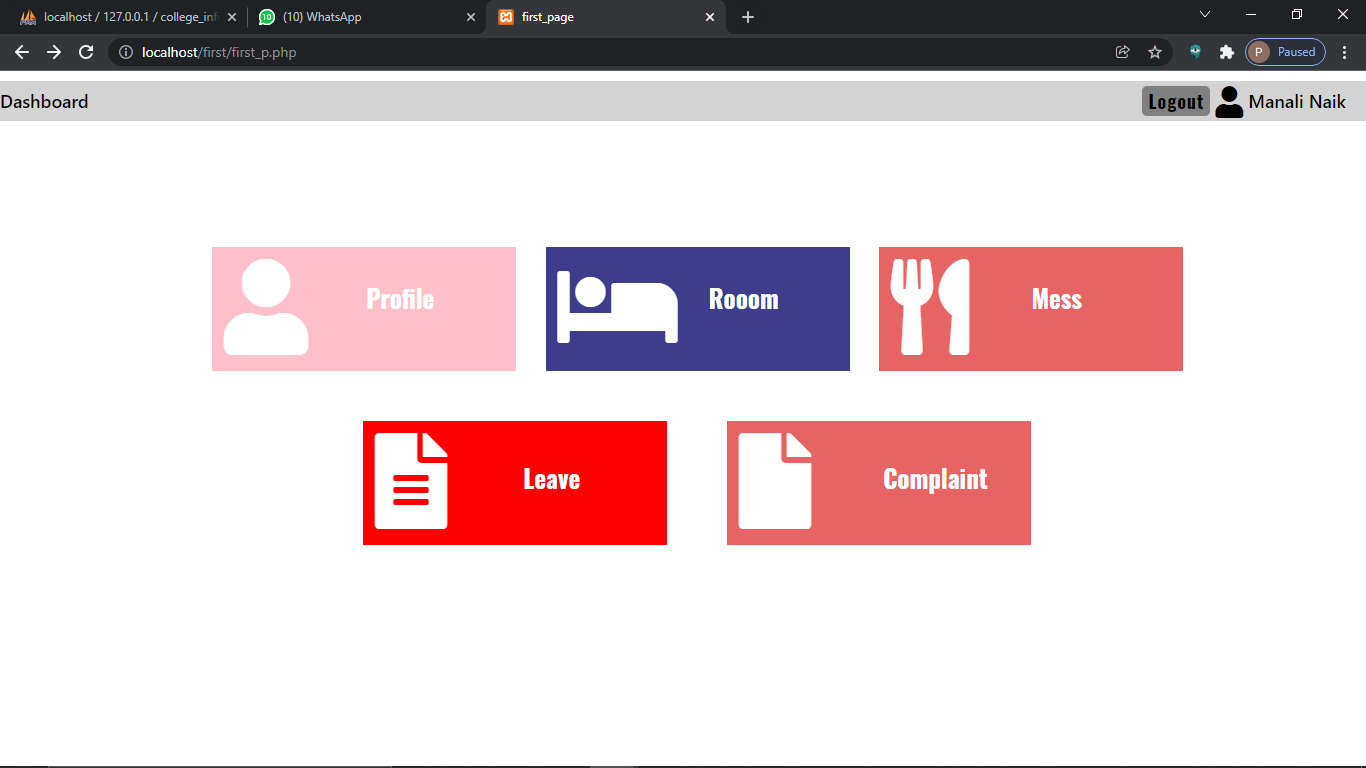 localhost / 127.0.0.1 / college_inf
10 (10) WhatsApp
first_page
localhost/first/first_p.php
P Paused
Dashboard
Logout Manali Naik
Profile
Rooom
Mess
Leave
Complaint